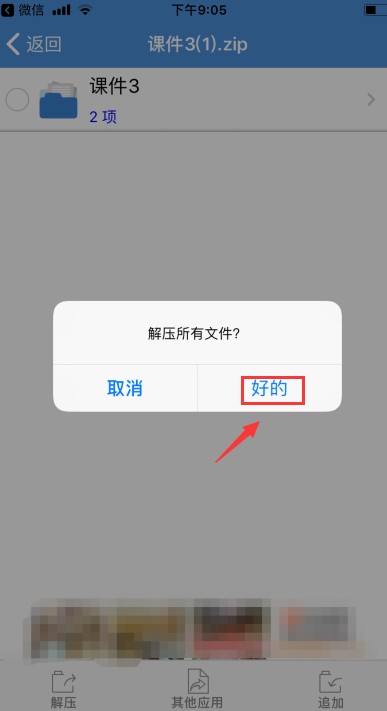 微信 下午9:05
返回 课件3(1).zip
课件3
2 项
解压所有文件?
取消 好的
解压 其他应用 追加